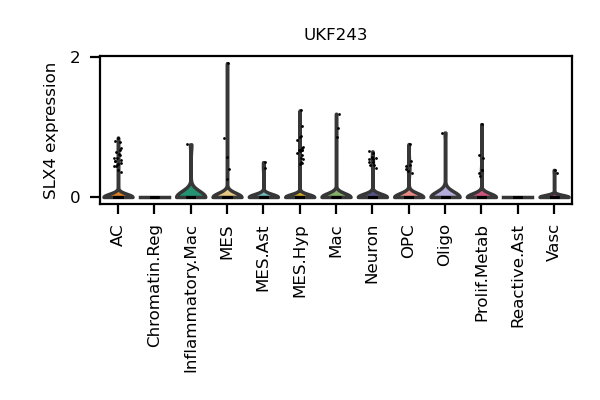 UKF243
SLX4 expression
2
0
AC
Chromatin.Reg
Inflammatory.Mac
MES
MES.Ast
MES.Hyp
Mac
Neuron
OPC
Oligo
Prolif.Metab
Reactive.Ast
Vasc